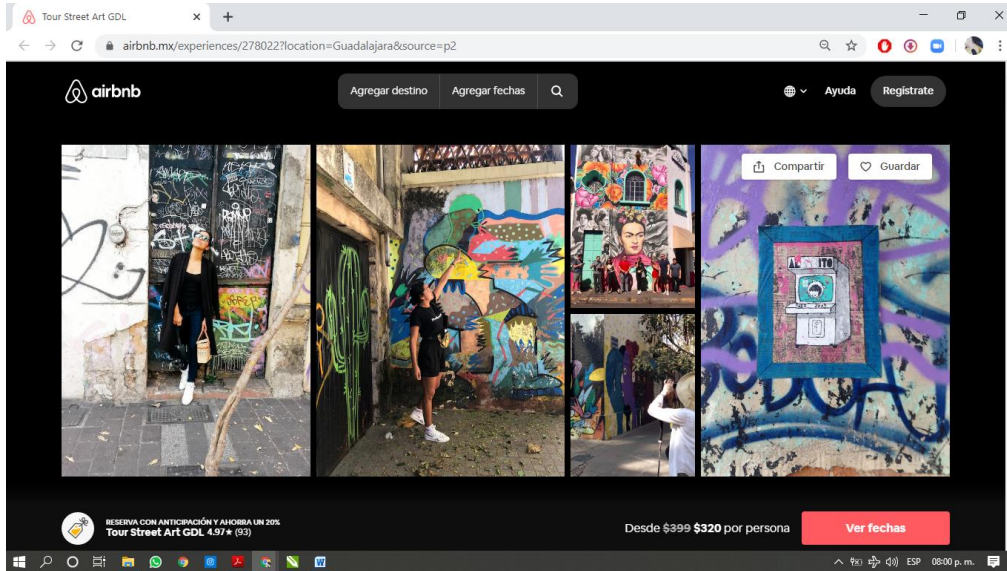 Tour Street Art GDL
airbnb.mx/experiences/278022?location=Guadalajara&source=p2
airbnb
Agregar destino Agregar fechas
Ayuda Regístrate
Compartir Guardar
RESERVA CON ANTICIPACIÓN Y AHORRA UN 20%
Tour Street Art GDL 4.97★ (93)
Desde $399 $320 por persona
Ver fechas
ESP 08:00 p. m.